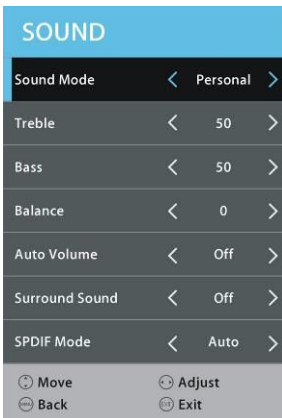 SOUND
Sound Mode < Personal >
Treble < 50 >
Bass < 50 >
Balance < 0 >
Auto Volume < Off >
Surround Sound < Off >
SPDIF Mode < Auto >
Move Adjust
Back Exit